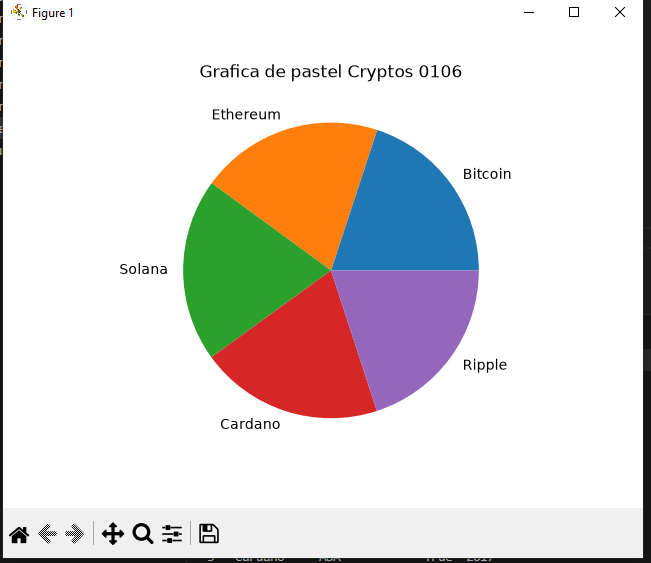 Figure 1
Grafica de pastel Cryptos 0106
Ethereum
Bitcoin
Solana
Ripple
Cardano